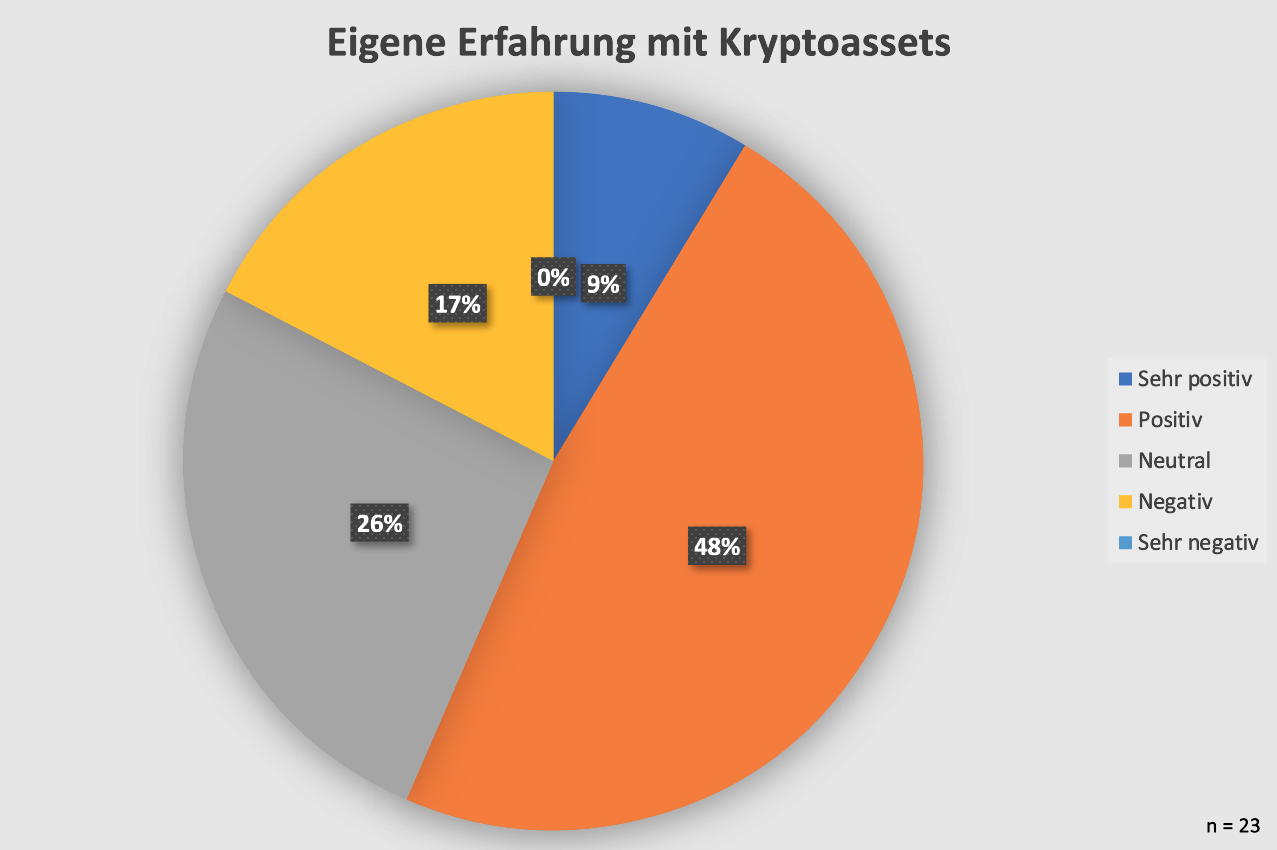 Eigene Erfahrung mit Kryptoassets
0%
9%
17%
26%
48%
Sehr positiv
Positiv
Neutral
Negativ
Sehr negativ
n = 23